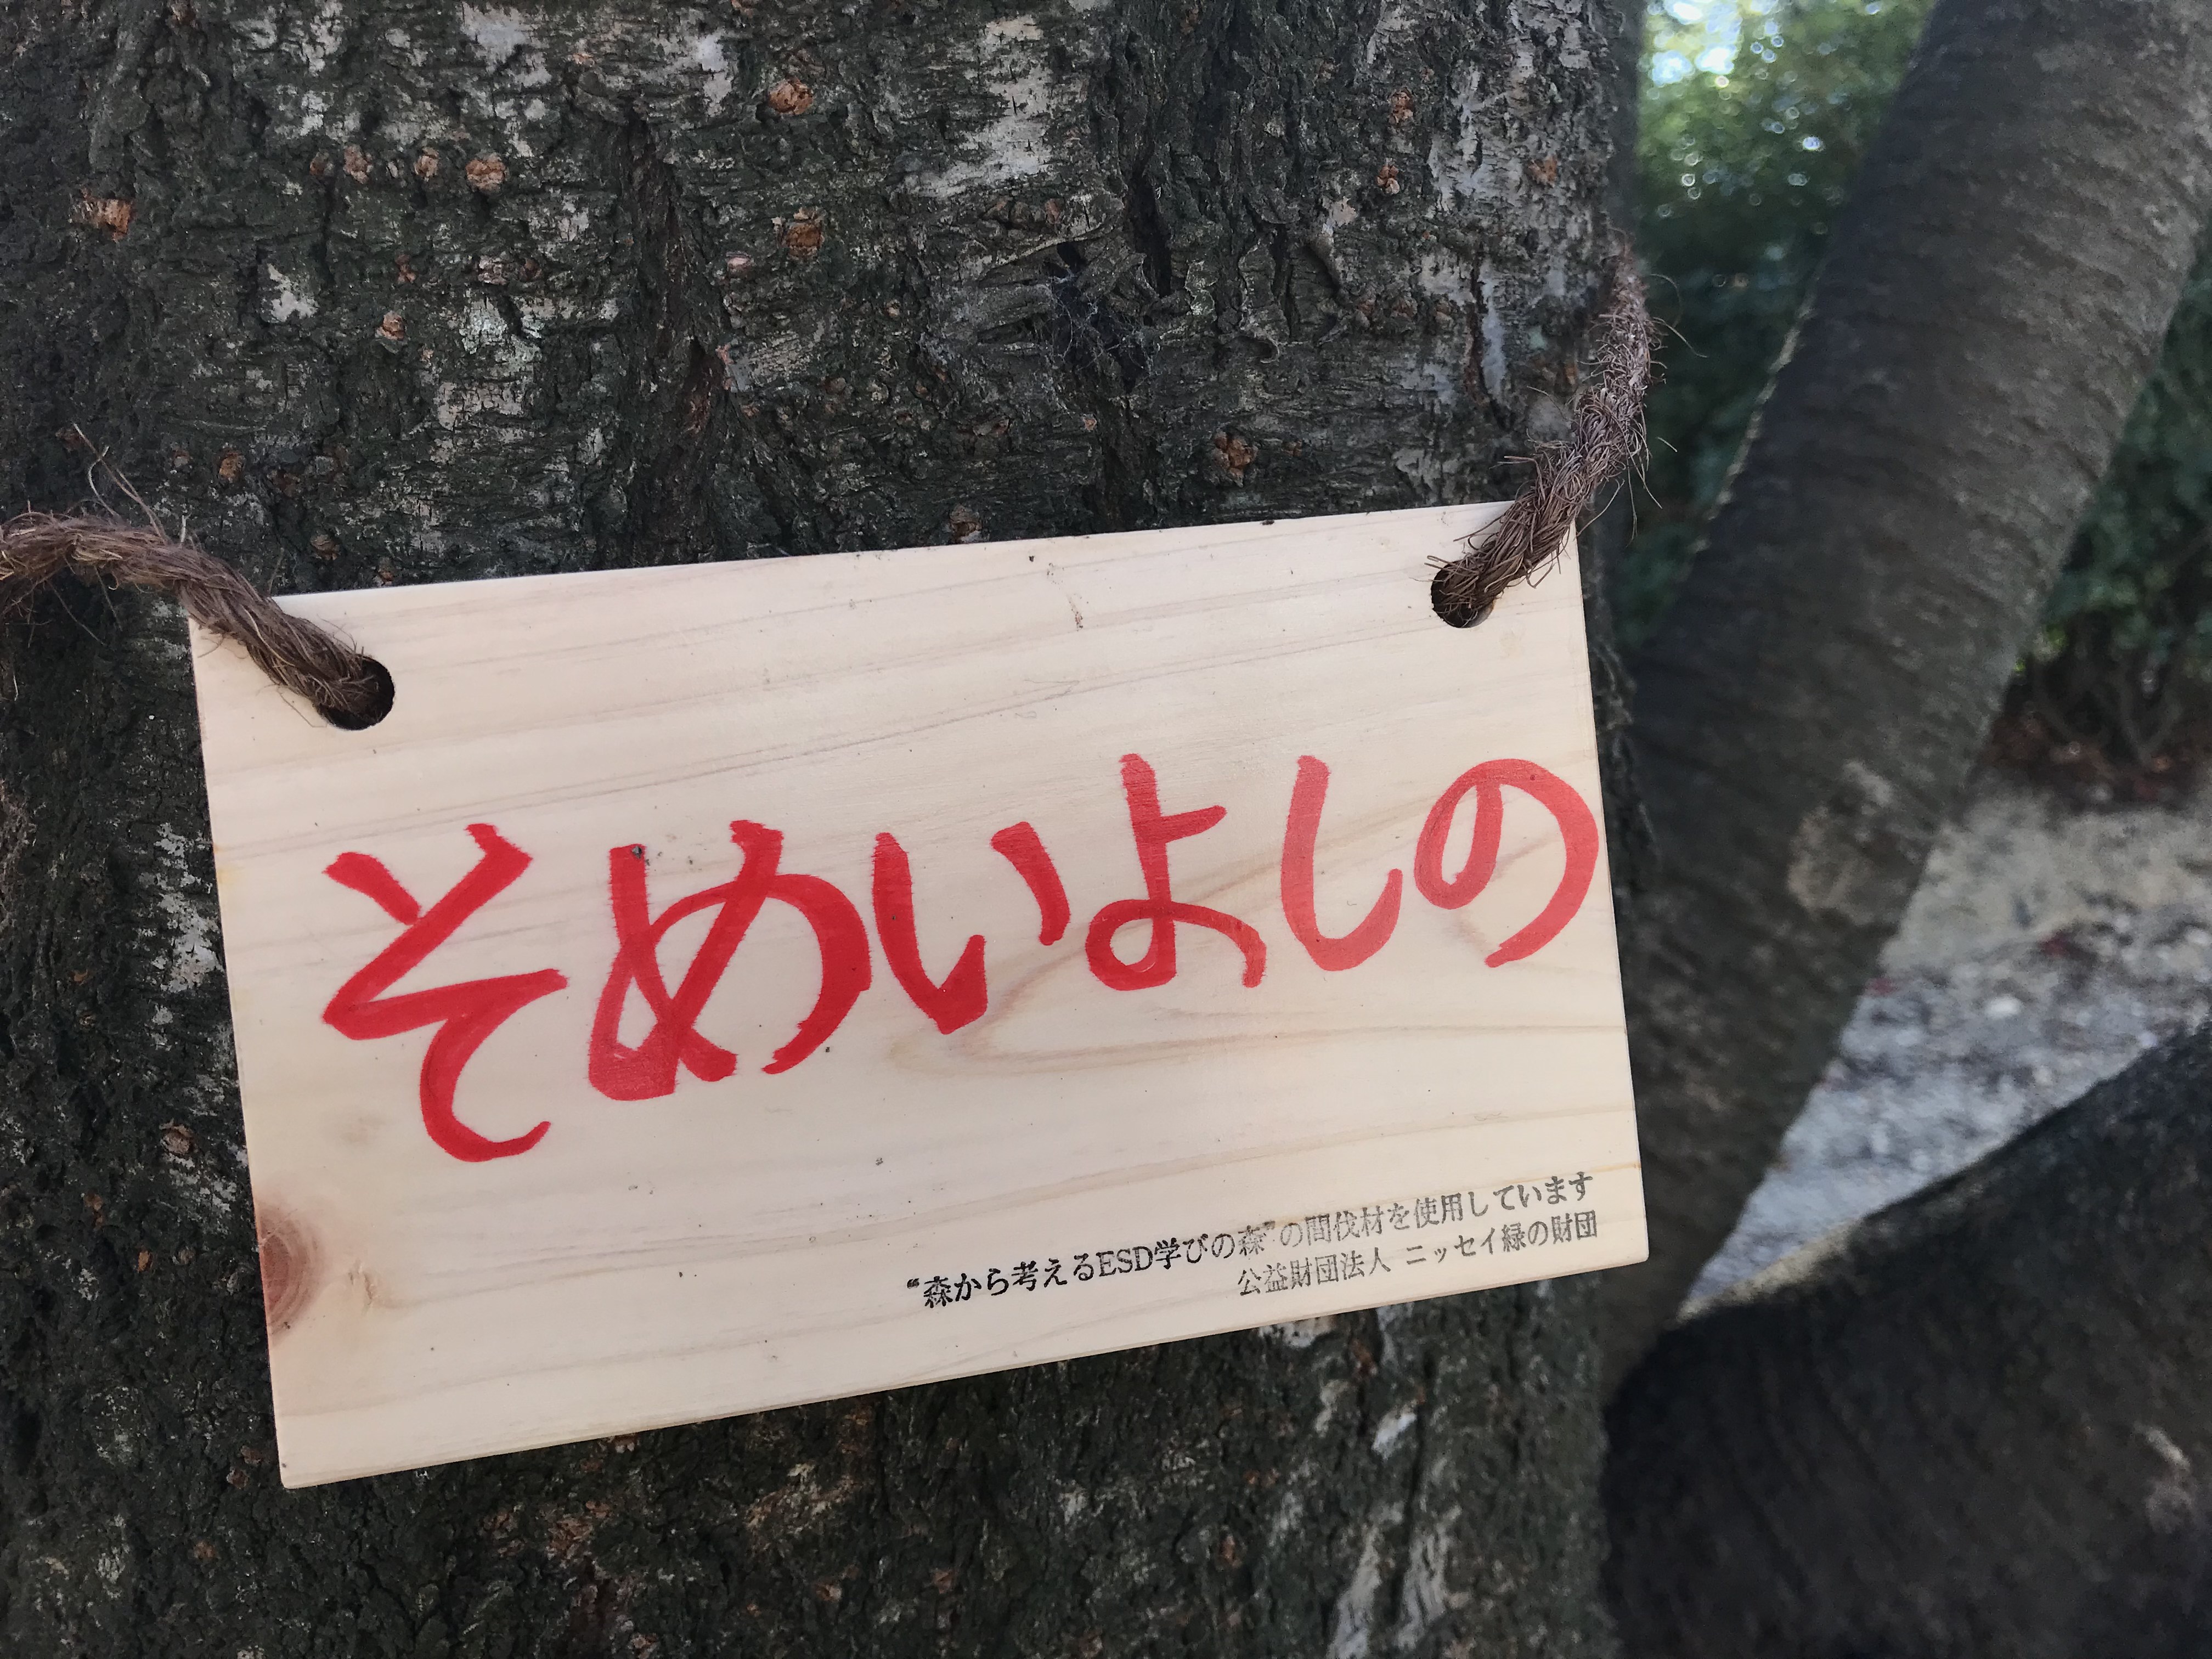 そめいよしの
“森から考えるESD学びの森”の間伐材を使用しています
公益財団法人 ニッセイ緑の財団